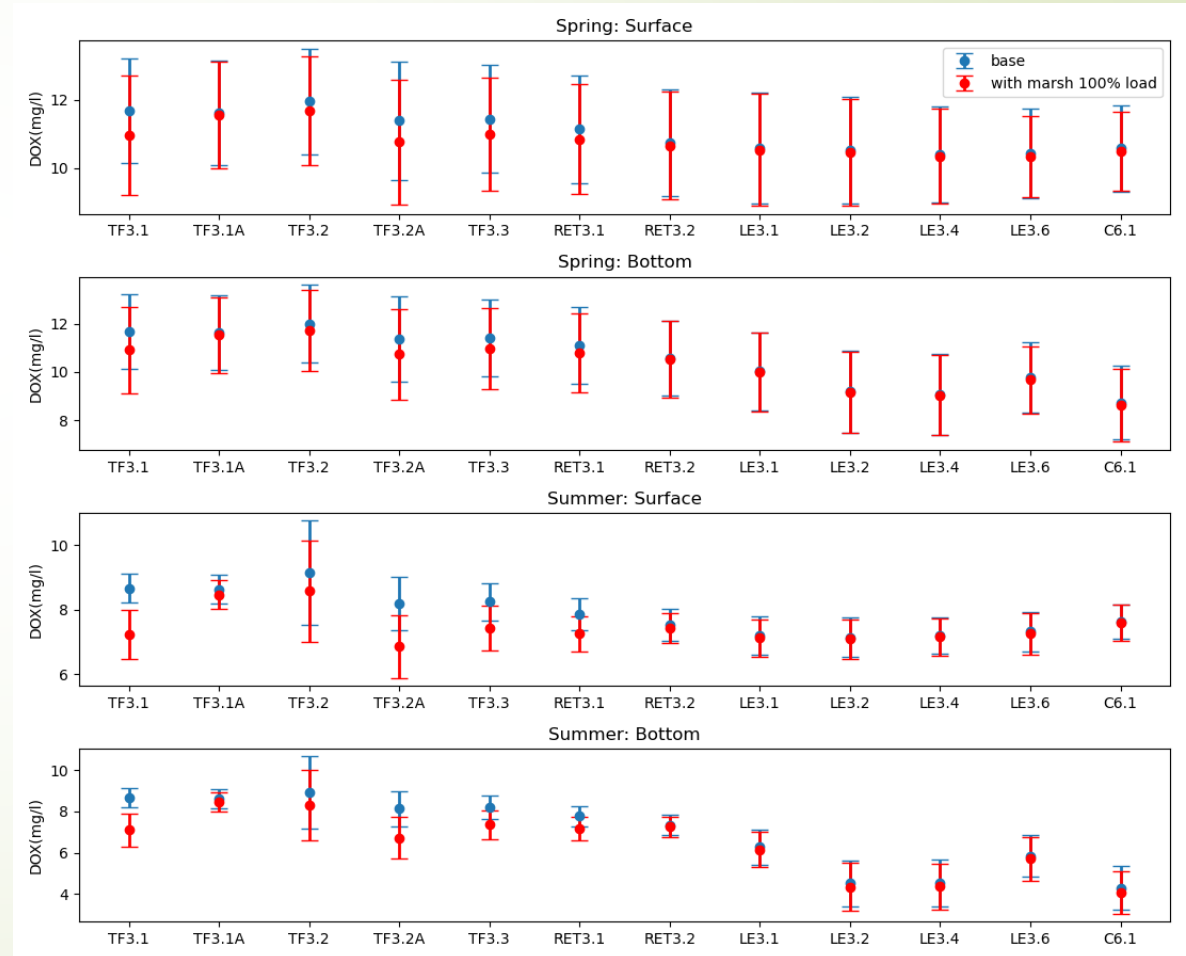 Spring: Surface
DOX(mg/l)
12
10
base
with marsh 100% load
TF3.1 TF3.1A TF3.2 TF3.2A TF3.3 RET3.1 RET3.2 LE3.1 LE3.2 LE3.4 LE3.6 C6.1
Spring: Bottom
DOX(mg/l)
12
10
8
TF3.1 TF3.1A TF3.2 TF3.2A TF3.3 RET3.1 RET3.2 LE3.1 LE3.2 LE3.4 LE3.6 C6.1
Summer: Surface
DOX(mg/l)
10
8
6
TF3.1 TF3.1A TF3.2 TF3.2A TF3.3 RET3.1 RET3.2 LE3.1 LE3.2 LE3.4 LE3.6 C6.1
Summer: Bottom
DOX(mg/l)
10
8
6
4
TF3.1 TF3.1A TF3.2 TF3.2A TF3.3 RET3.1 RET3.2 LE3.1 LE3.2 LE3.4 LE3.6 C6.1